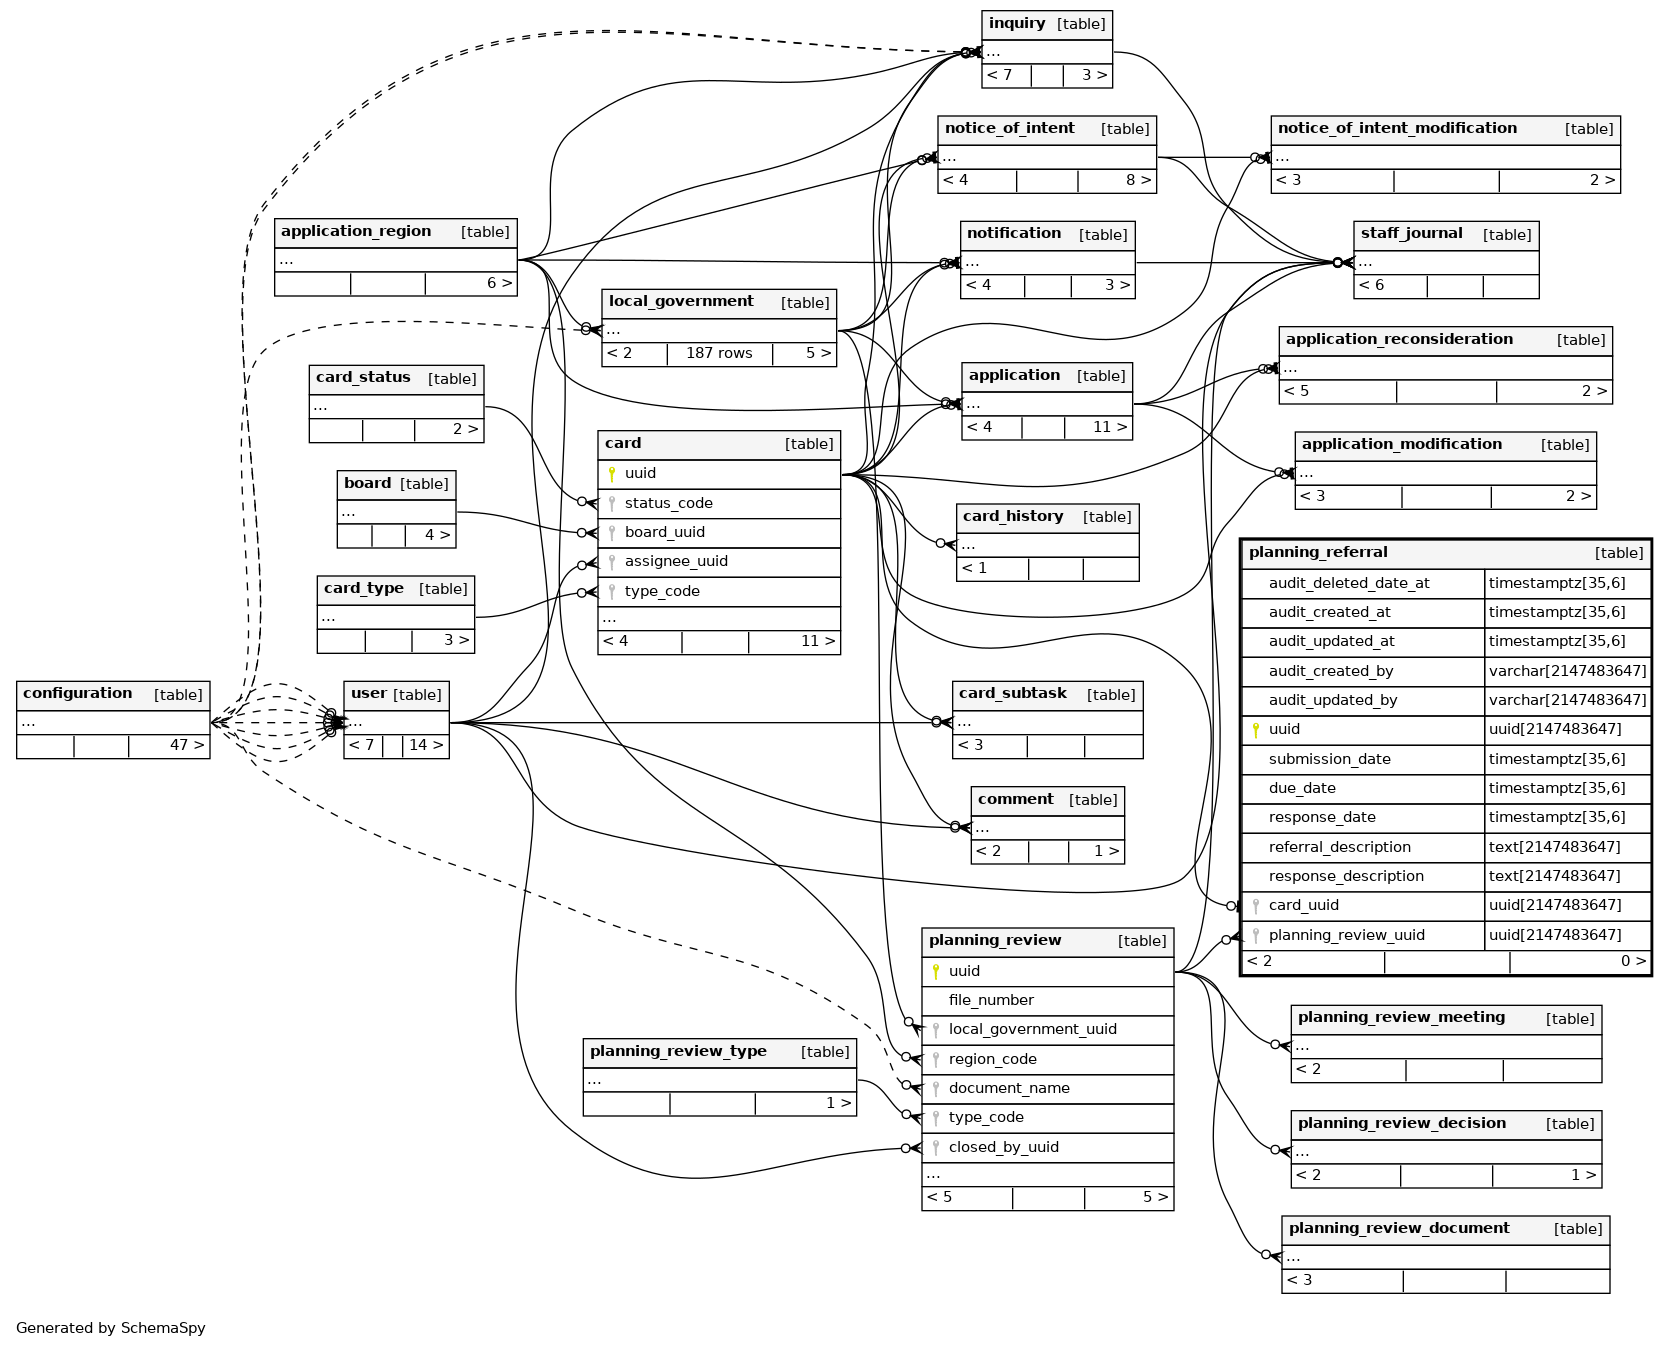 inquiry [table]
...
< 7 3 >
notice_of_intent [table]
...
< 4 8 >
notice_of_intent_modification [table]
...
< 3 2 >
application_region [table]
...
6 >
notification [table]
...
< 4 3 >
staff_journal [table]
...
< 6
local_government [table]
...
< 2 187 rows 5 >
application_reconsideration [table]
...
< 5 2 >
card_status [table]
...
2 >
application [table]
...
< 4 11 >
card [table]
uuid
status_code
board_uuid
assignee_uuid
type_code
...
< 4 11 >
application_modification [table]
...
< 3 2 >
board [table]
...
4 >
card_history [table]
...
< 1
card_type [table]
...
3 >
planning_referral [table]
audit_deleted_date_at timestamptz[35,6]
audit_created_at timestamptz[35,6]
audit_updated_at timestamptz[35,6]
audit_created_by varchar[2147483647]
audit_updated_by varchar[2147483647]
uuid uuid[2147483647]
submission_date timestamptz[35,6]
due_date timestamptz[35,6]
response_date timestamptz[35,6]
referral_description text[2147483647]
response_description text[2147483647]
card_uuid uuid[2147483647]
planning_review_uuid uuid[2147483647]
< 2 0 >
configuration [table]
...
47 >
user [table]
...
< 7 14 >
card_subtask [table]
...
< 3
comment [table]
...
< 2 1 >
planning_review [table]
uuid
file_number
local_government_uuid
region_code
document_name
type_code
closed_by_uuid
...
< 5 5 >
planning_review_type [table]
...
1 >
planning_review_meeting [table]
...
< 2
planning_review_decision [table]
...
< 2 1 >
planning_review_document [table]
...
< 3
Generated by SchemaSpy